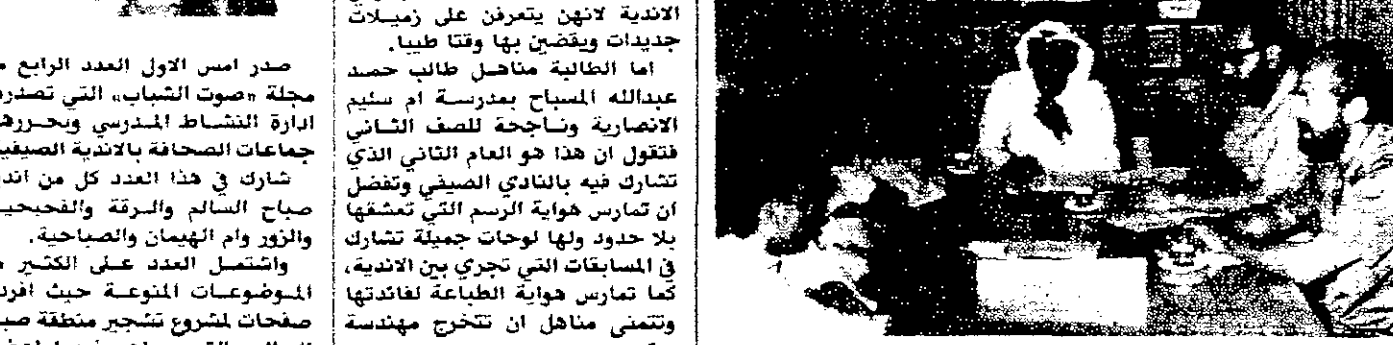 الاندية لانهن يتعرفن على زميلات
جديدات ويقضين بها وقتا طيبا.
اما الطالبة مناهل طالب حمد
عبدالله المسباح بمدرسة ام سليم
الانصارية وناجحة للصف الثاني
فتقول ان هذا هو العام الثاني الذي
تشارك فيه بالنادي الصيفي وتفضل
ان تمارس هواية الرسم التي تعشقها
بلا حدود ولها لوحات جميلة تشارك
في المسابقات التي تجري بين الاندية،
كما تمارس هواية الطباعة لفائدتها
وتتمنى مناهل ان تتخرج مهندسة
صدر امس الاول العدد الرابع
مجلة «صوت الشباب» التي تصدره
ادارة النشاط المدرسي ويحرره
جماعات الصحافة بالاندية الصيفي
شارك في هذا العدد كل من اند
صباح السالم والرقة والفحيحي
والزور وام الهيمان والصباحية.
واشتمل العدد على الكثير
الموضوعات المنوعة حيث افرد
صفحات لمشروع تشجير منطقة صب